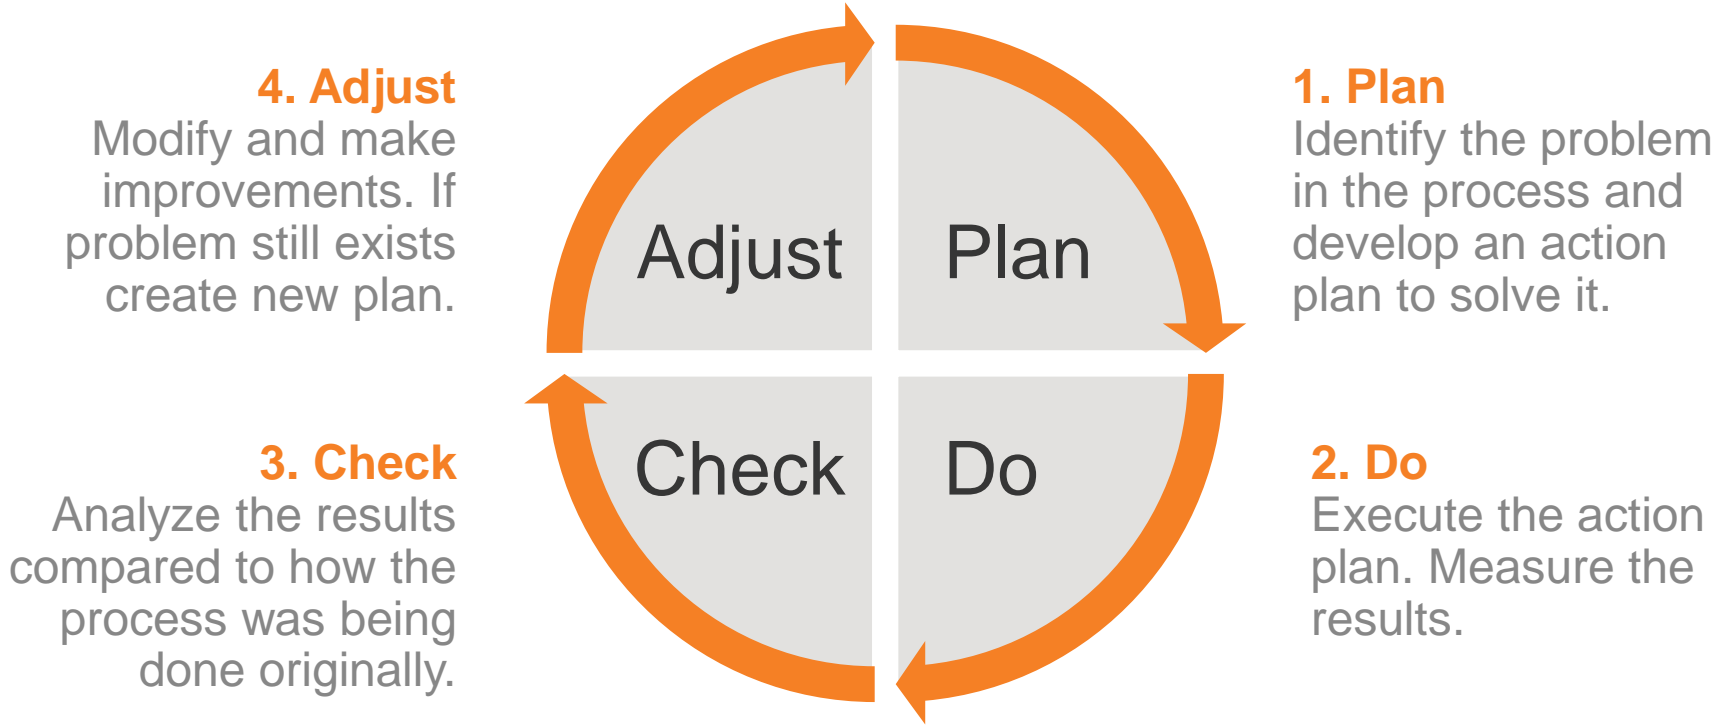 4. Adjust
Modify and make
improvements. If
problem still exists
create new plan.
Adjust
Plan
1. Plan
Identify the problem
in the process and
develop an action
plan to solve it.
3. Check
Analyze the results
compared to how the
process was being
done originally.
Check
Do
2. Do
Execute the action
plan. Measure the
results.